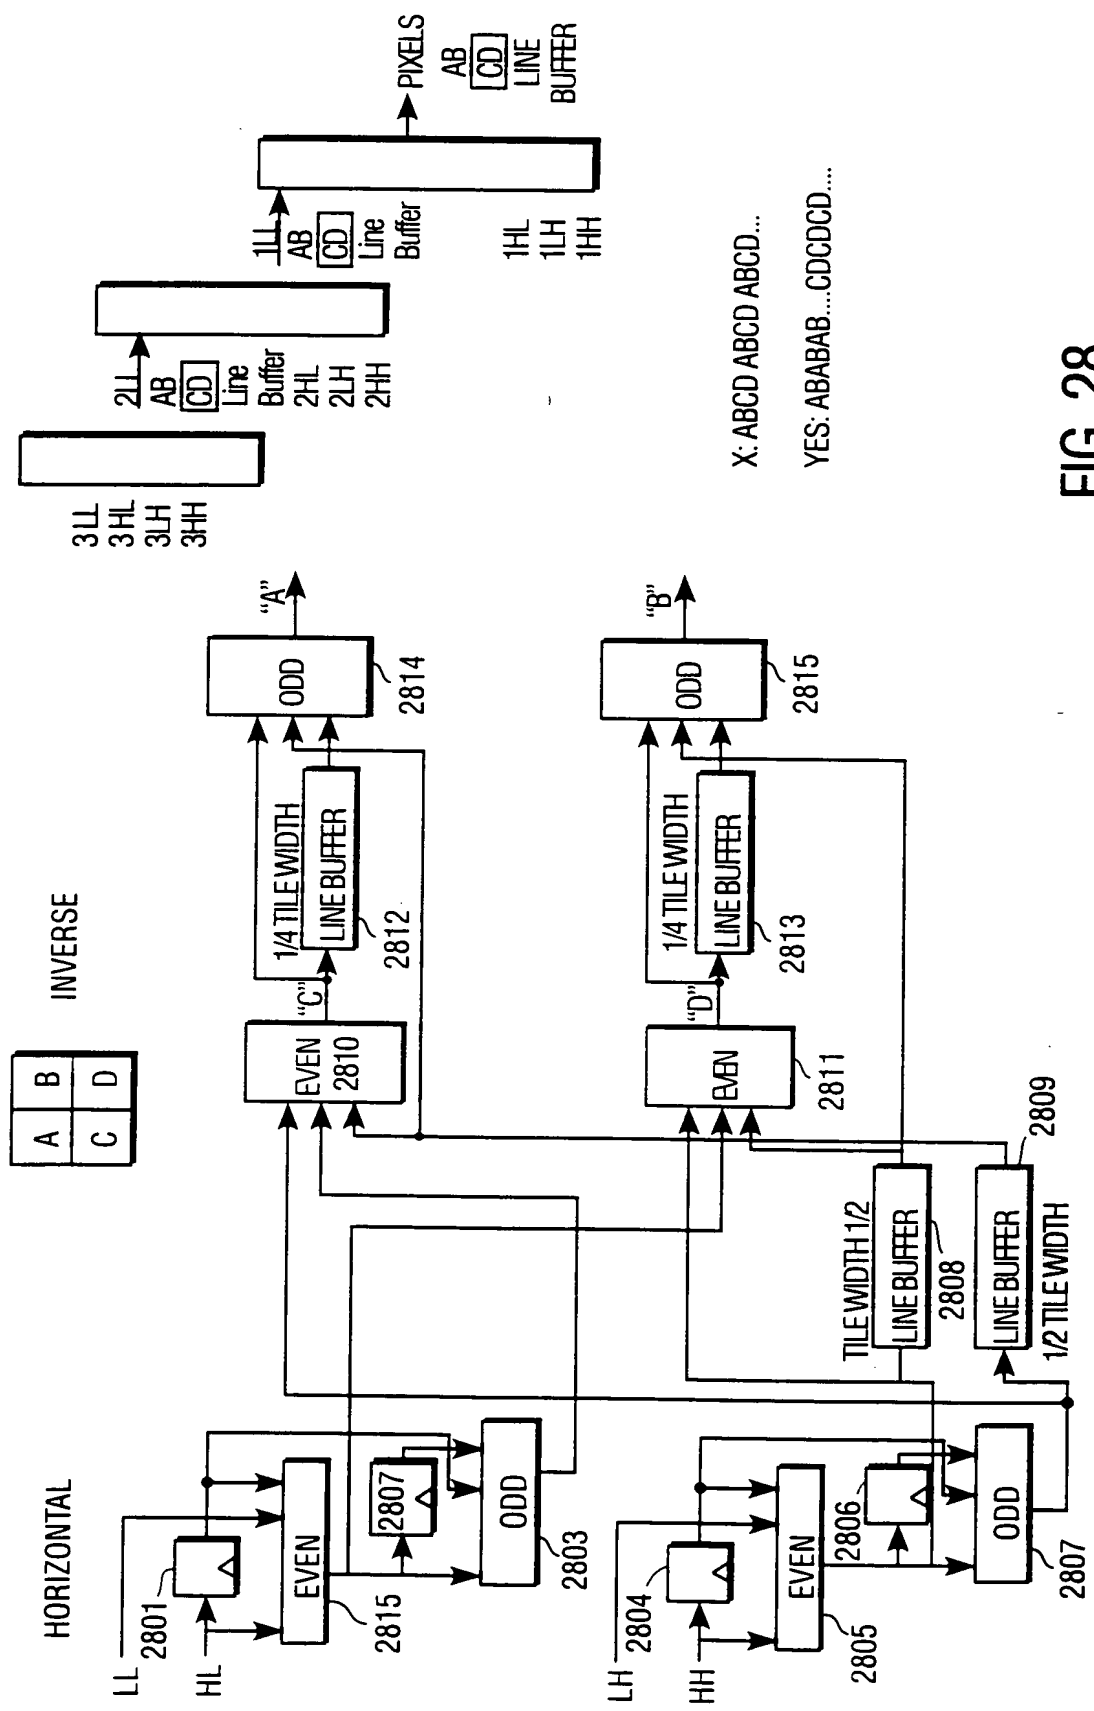 INVERSE
A B
C D
HORIZONTAL
LL
2801
HL
EVEN
2815
2807
ODD
2803
LH
2804
HH
EVEN
2805
2806
ODD
2807
TILE WIDTH 1/2
LINE BUFFER
2808
LINE BUFFER
2809
1/2 TILE WIDTH
EVEN
2810
"C"
1/4 TILE WIDTH
LINE BUFFER
2812
ODD
2814
"A"
EVEN
2811
"D"
1/4 TILE WIDTH
LINE BUFFER
2813
ODD
2815
"B"
3LL
3HL
3LH
3HH
2LL
AB
CD
Line
Buffer
2HL
2LH
2HH
1LL
AB
CD
Line
Buffer
1HL
1LH
1HH
PIXELS
AB
CD
LINE
BUFFER
X: ABCD ABCD ABCD...
YES: ABABAB....CDCDCD....
FIG. 28